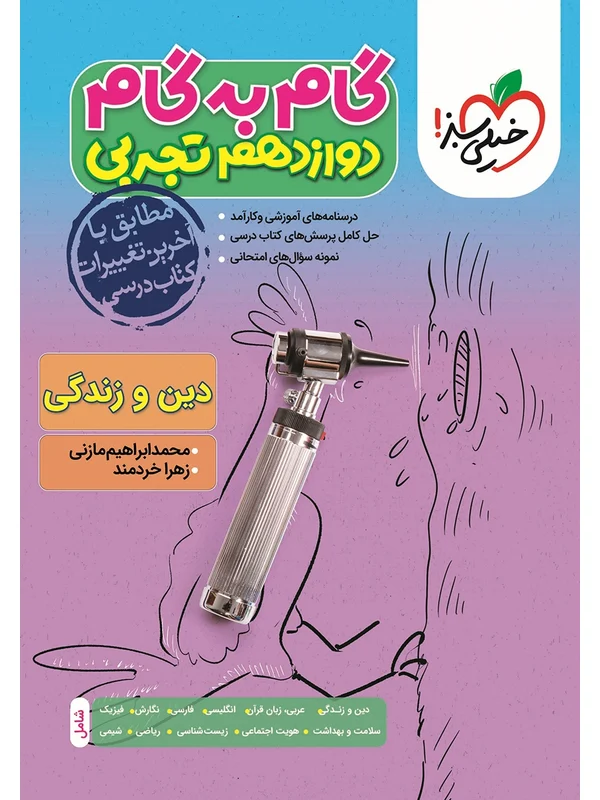 گام به گام
دوازدهم تجربی
خیلی سبز!
درسنامه‌های آموزشی و کارآمد
حل کامل پرسش‌های کتاب درسی
نمونه سؤال‌های امتحانی
مطابق با
آخرین تغییرات
کتاب درسی
دین و زندگی
محمدابراهیم مازنی
زهرا خردمند
شامل
دین و زندگی • عربی، زبان قرآن • انگلیسی • فارسی • نگارش • فیزیک
سلامت و بهداشت • هویت اجتماعی • زیست‌شناسی • ریاضی • شیمی